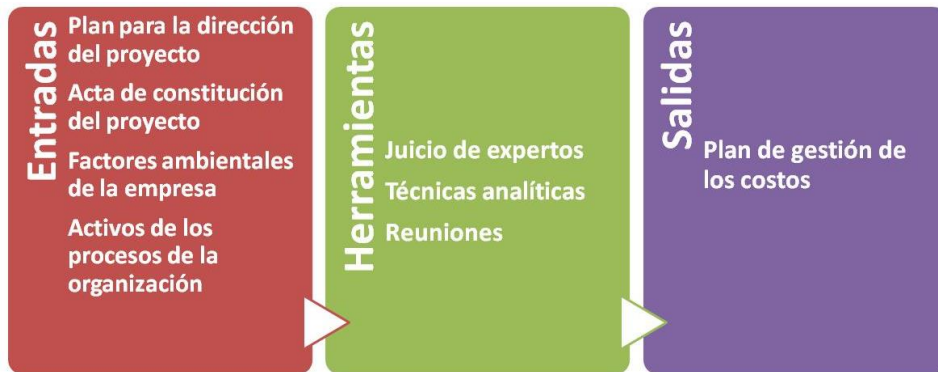 Entradas
Plan para la dirección
del proyecto
Acta de constitución
del proyecto
Factores ambientales
de la empresa
Activos de los
procesos de la
organización
Herramientas
Juicio de expertos
Técnicas analíticas
Reuniones
Salidas
Plan de gestión de
los costos